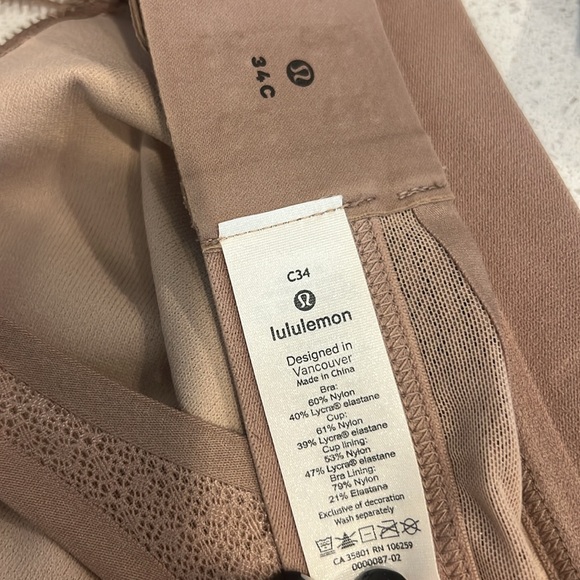 34C
C34
lululemon
Designed in
Vancouver
Made in China
Bra:
60% Nylon
40% Lycra® elastane
Cup:
61% Nylon
39% Lycra® elastane
Cup lining:
53% Nylon
47% Lycra® elastane
Bra Lining:
79% Nylon
21% Elastane
Exclusive of decoration
Wash separately
CA 35801 RN 106259
0000087-02